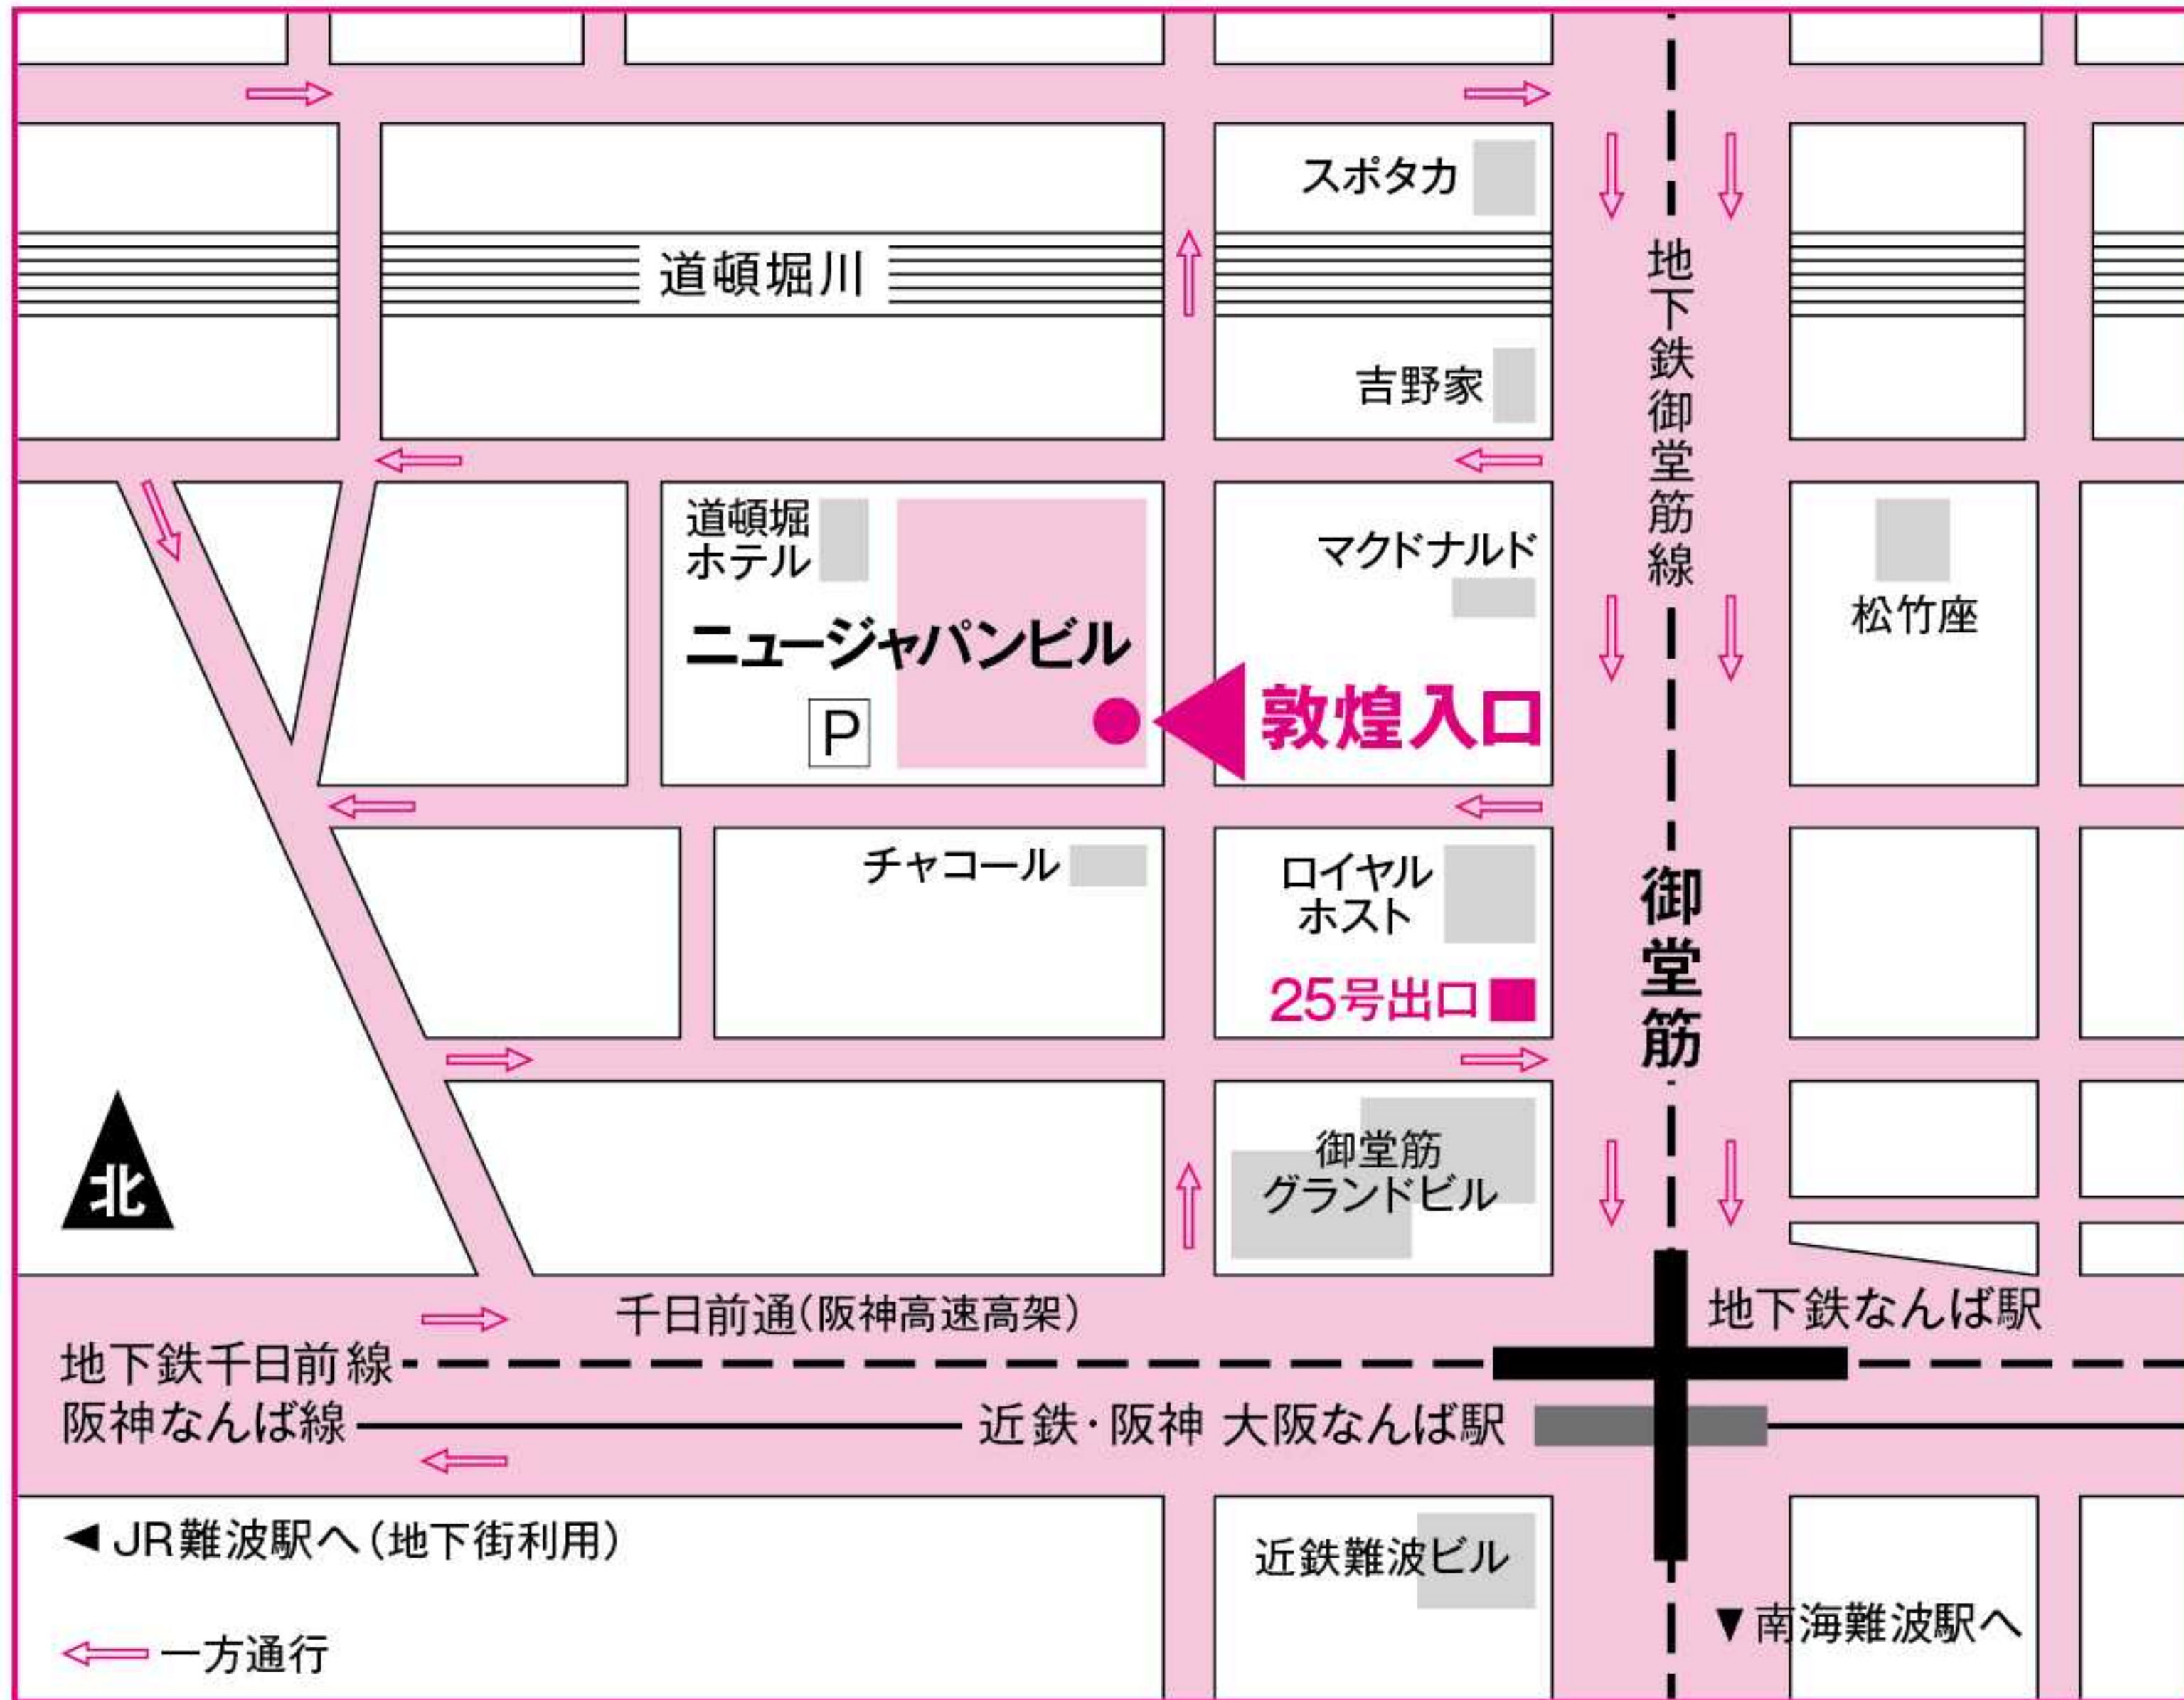 スポタカ
道頓堀川
地下鉄御堂筋線
吉野家
道頓堀
ホテル
マクドナルド
松竹座
ニュージャパンビル
P
敦煌入口
チャコール
ロイヤル
ホスト
御堂筋
25号出口
北
御堂筋
グランドビル
千日前通(阪神高速高架)
地下鉄なんば駅
地下鉄千日前線
阪神なんば線
近鉄・阪神 大阪なんば駅
◀ JR難波駅へ(地下街利用)
近鉄難波ビル
▼南海難波駅へ
一方通行